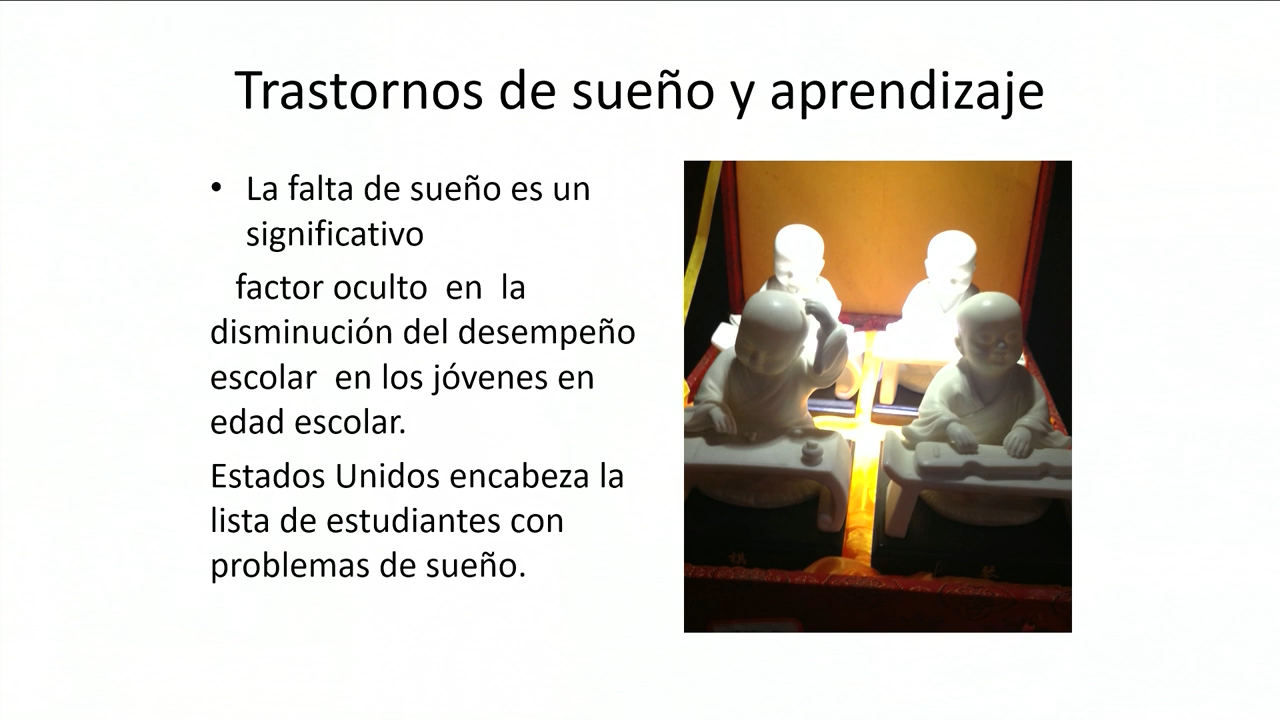 Trastornos de sueño y aprendizaje
• La falta de sueño es un
significativo
factor oculto en la
disminución del desempeño
escolar en los jóvenes en
edad escolar.
Estados Unidos encabeza la
lista de estudiantes con
problemas de sueño.